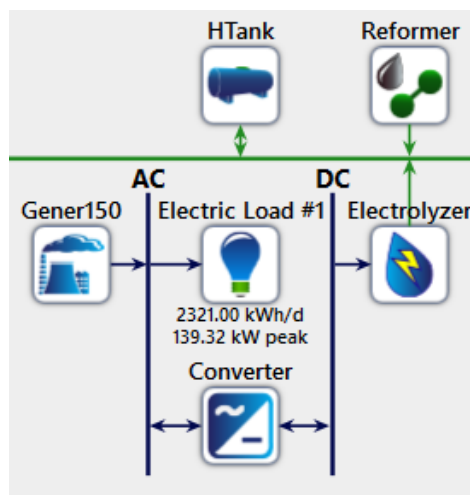 HTank
Reformer
AC
DC
Gener150
Electric Load #1
Electrolyzer
2321.00 kWh/d
139.32 kW peak
Converter